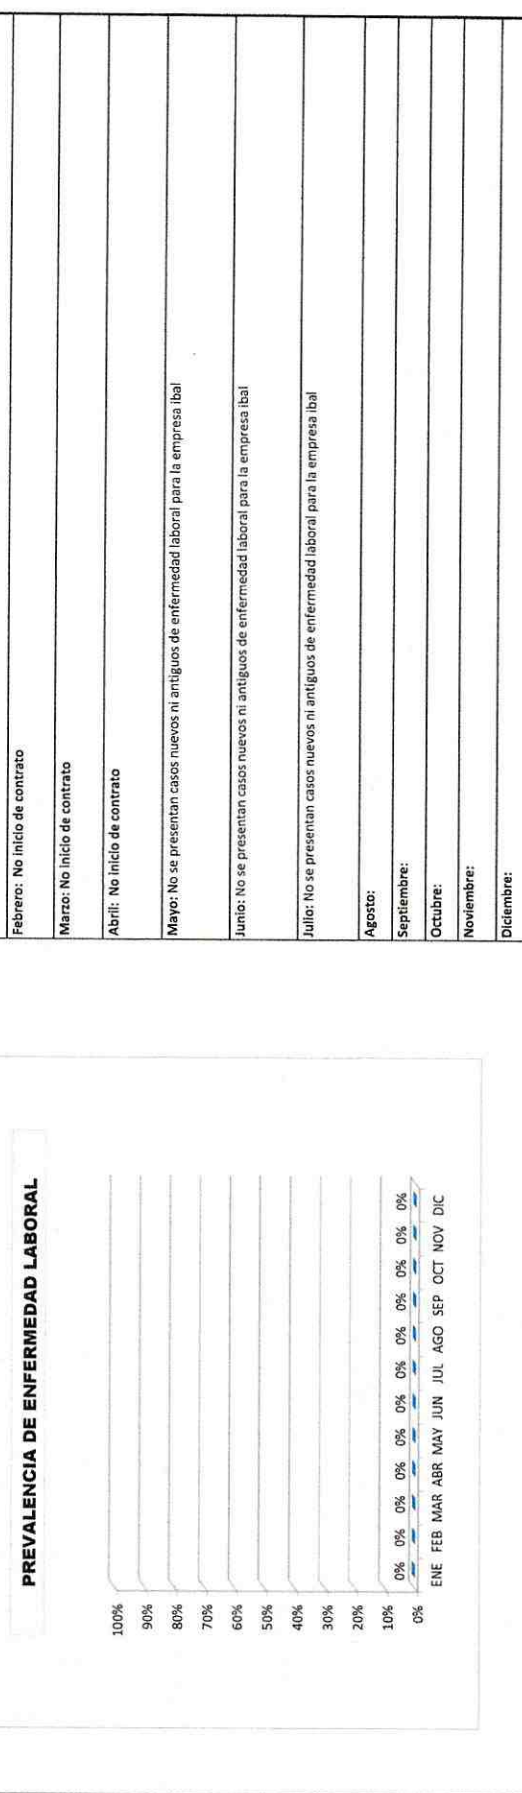 PREVALENCIA DE ENFERMEDAD LABORAL
100%
90%
80%
70%
60%
50%
40%
30%
20%
10%
0%
0% 0% 0% 0% 0% 0% 0% 0% 0% 0% 0% 0%
ENE FEB MAR ABR MAY JUN JUL AGO SEP OCT NOV DIC
Febrero: No inicio de contrato
Marzo: No inicio de contrato
Abril: No inicio de contrato
Mayo: No se presentan casos nuevos ni antiguos de enfermedad laboral para la empresa ibal
Junio: No se presentan casos nuevos ni antiguos de enfermedad laboral para la empresa ibal
Julio: No se presentan casos nuevos ni antiguos de enfermedad laboral para la empresa ibal
Agosto:
Septiembre:
Octubre:
Noviembre:
Diciembre: